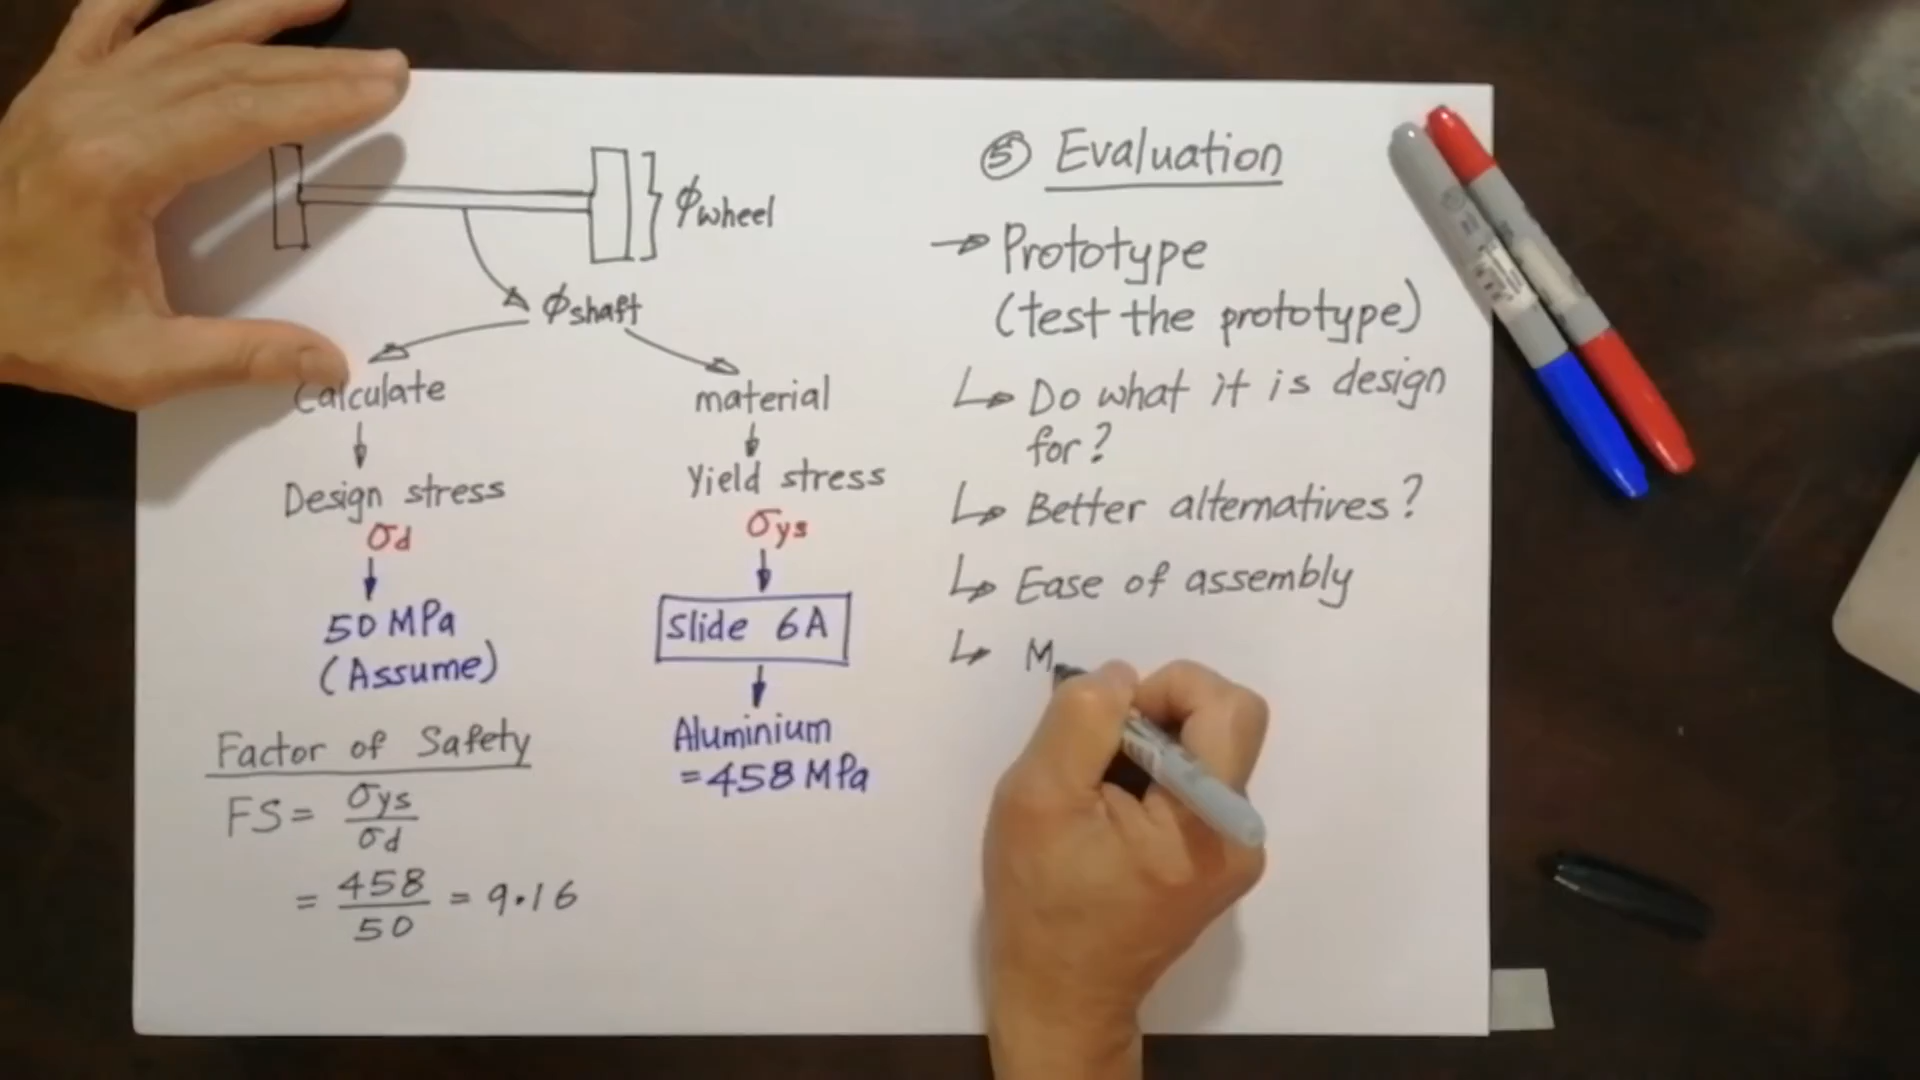 ϕwheel
ϕshaft
Calculate
Design stress
σd
50 MPa
(Assume)
material
Yield stress
σys
Slide 6A
Aluminium
=458 MPa
Factor of Safety
FS = σys
σd
= 458 = 9.16
50
⑤ Evaluation
→ Prototype
(test the prototype)
↳ Do what it is design
for?
↳ Better alternatives?
↳ Ease of assembly
↳ M